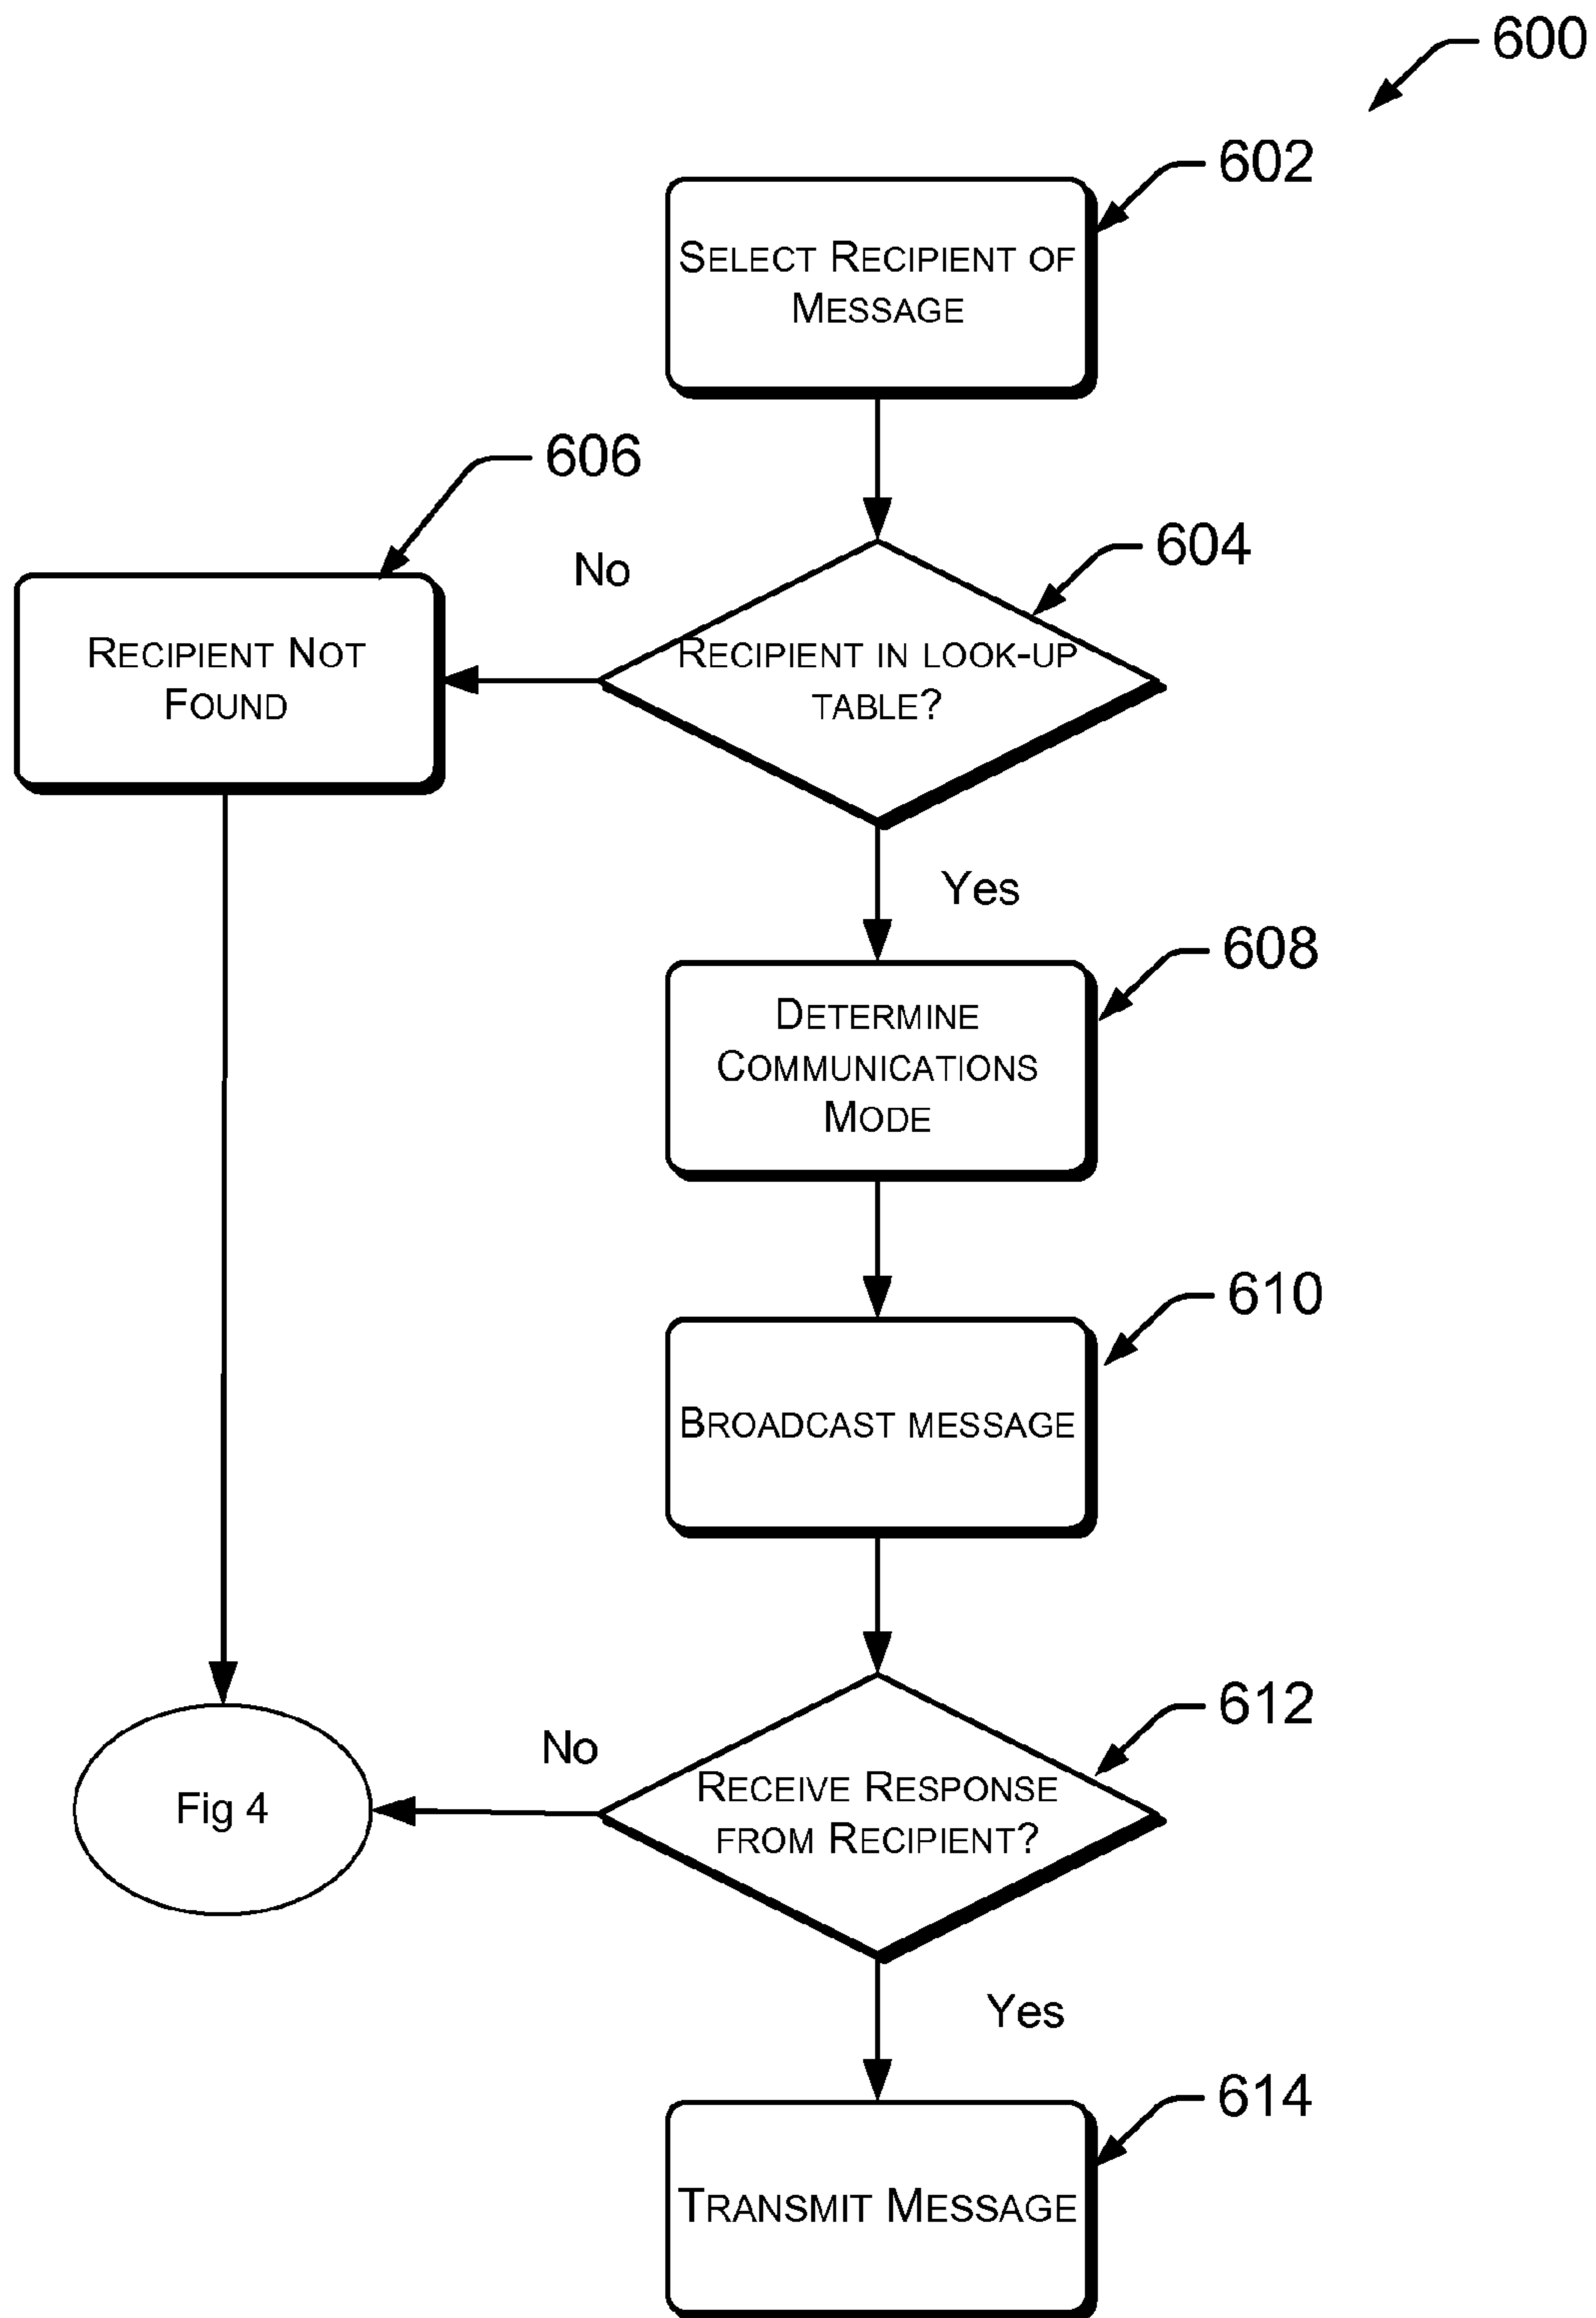 600
602
Select Recipient of
Message
606
604
No
Recipient Not
Found
Recipient in look-up
table?
Yes
608
Determine
Communications
Mode
610
Broadcast message
612
No
Fig 4
Receive Response
from Recipient?
Yes
614
Transmit Message